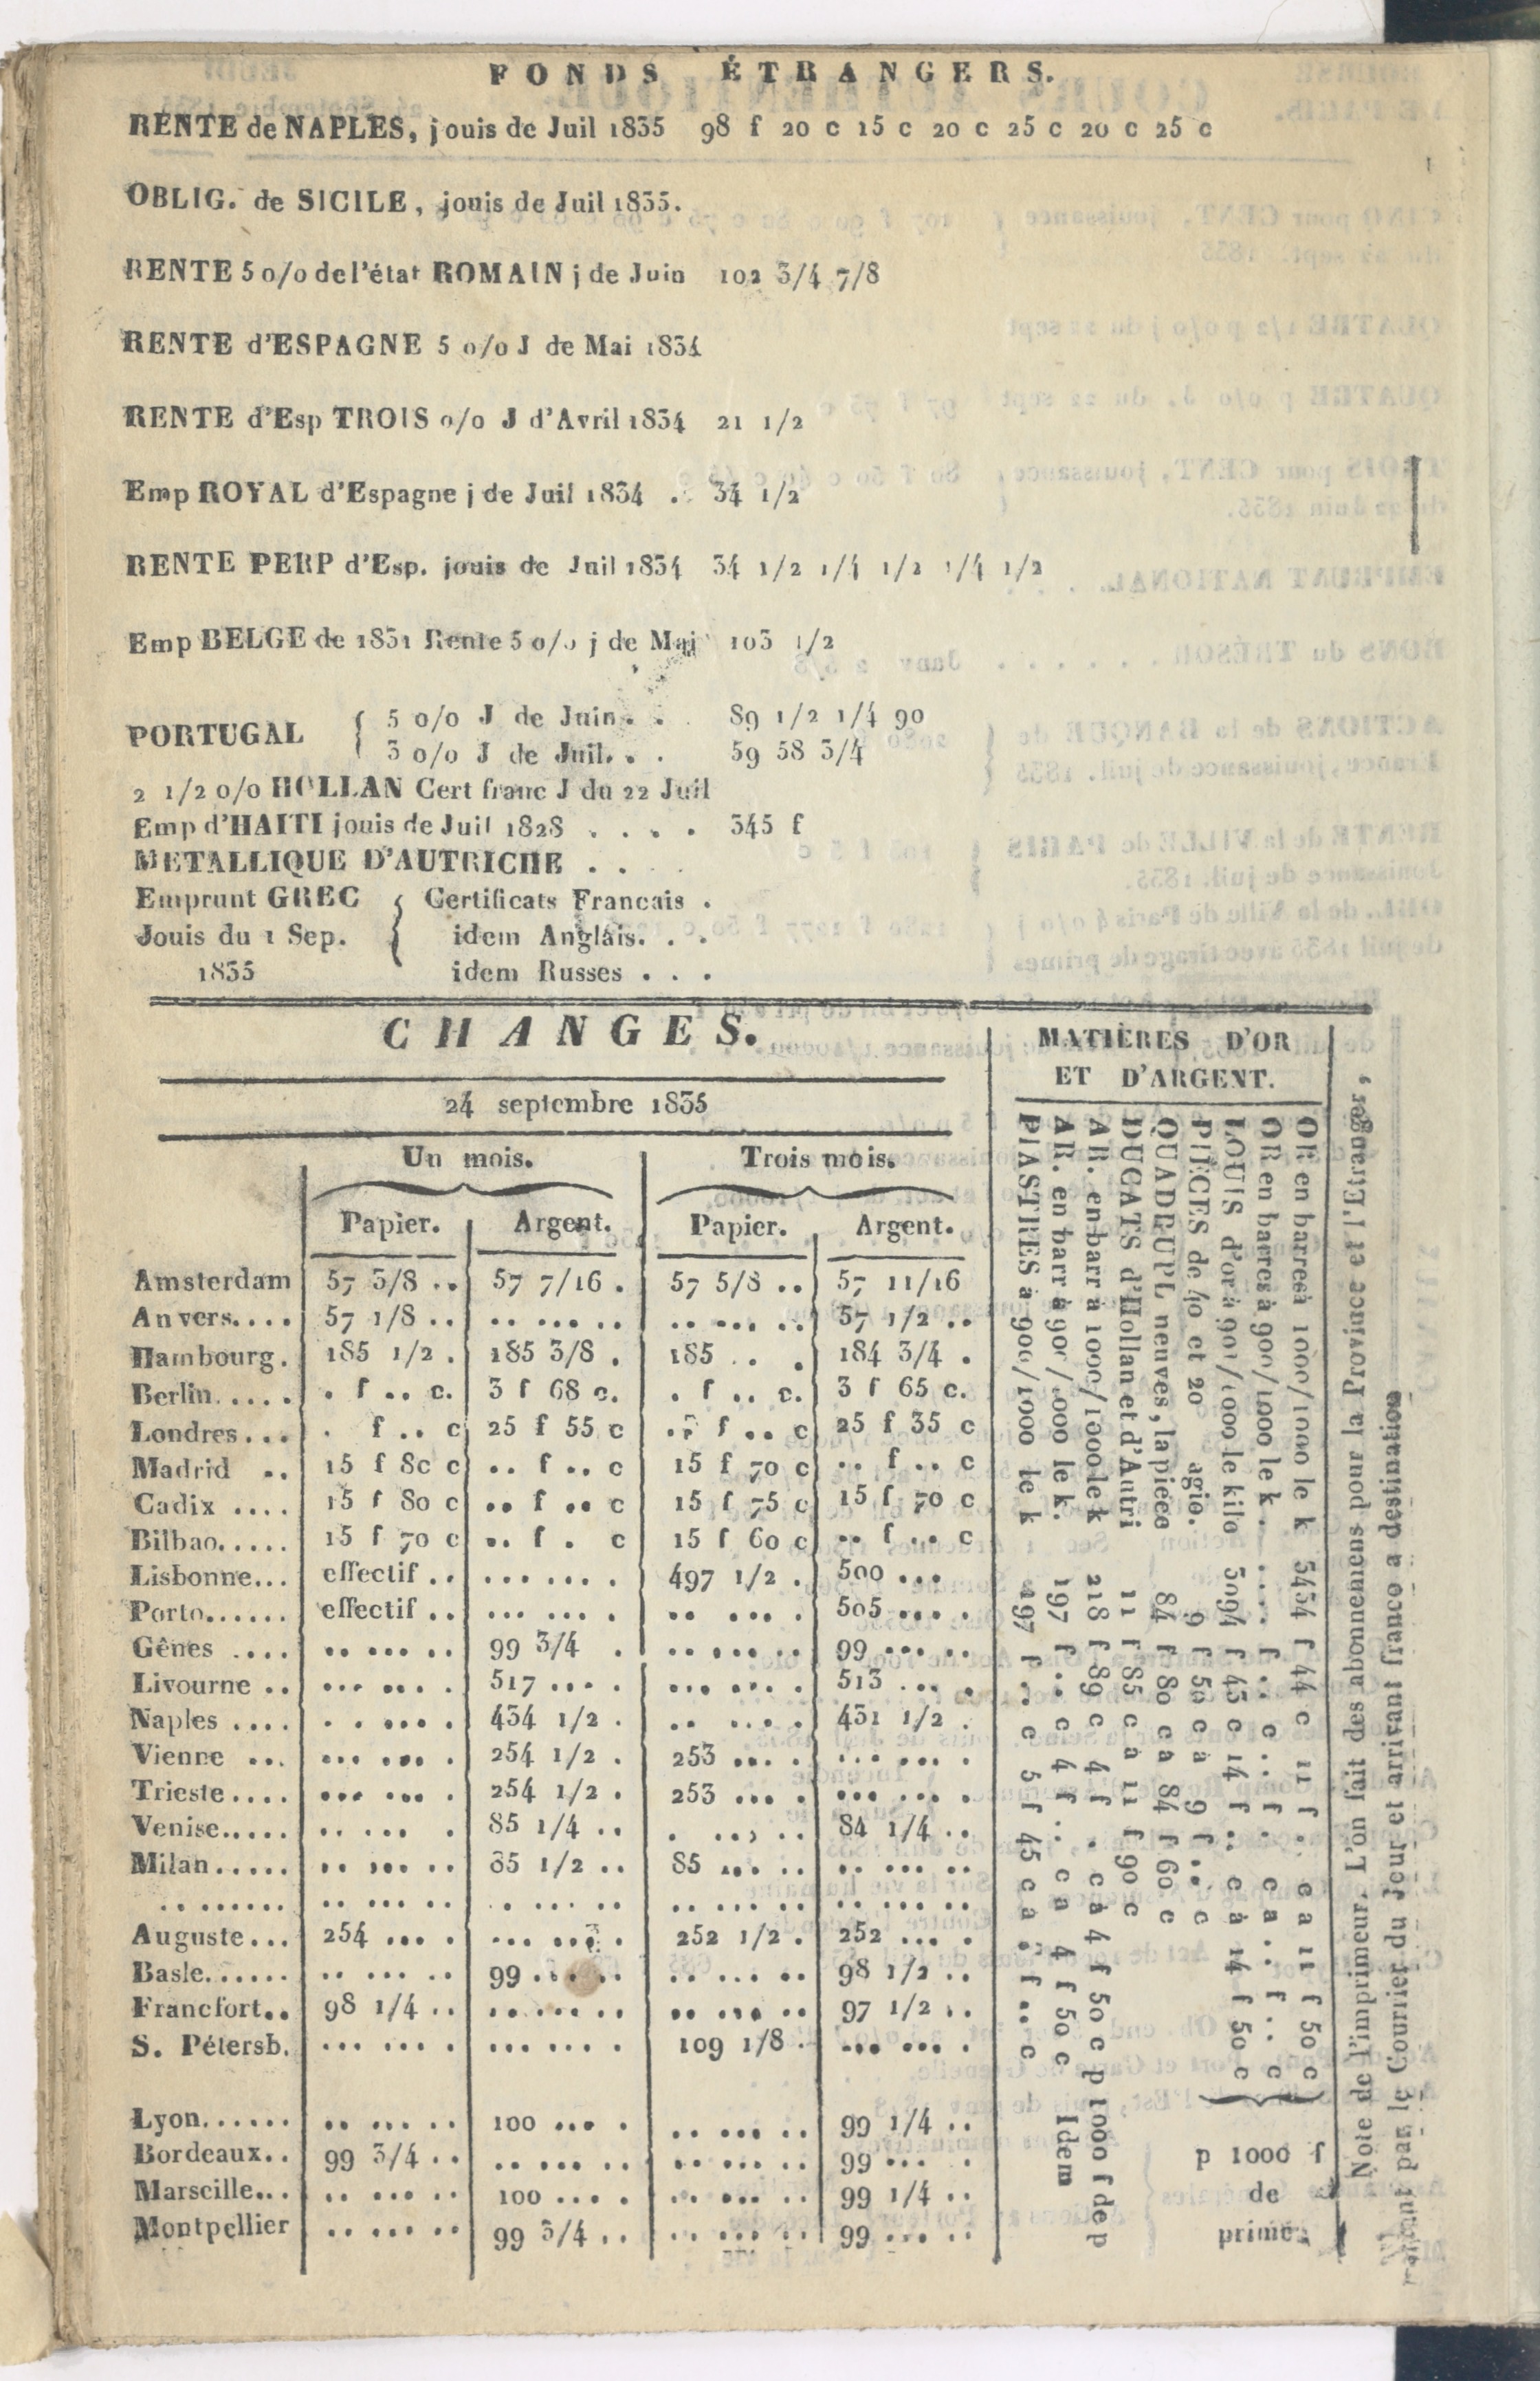 FONDS ÉTRANGERS.
RENTE de NAPLES, jouis de Juil 1835 98 f 20 c 15 c 20 c 25 c 20 c 25 c
OBLIG. de SICILE, jouis de Juil 1835.
RENTE 5 o/o de l'état ROMAIN j de Juin 102 3/4 7/8
RENTE d'ESPAGNE 5 o/o J de Mai 1834
RENTE d'Esp TROIS o/o J d'Avril 1834 21 1/2
Emp ROYAL d'Espagne j de Juil 1834 . 34 1/2
RENTE PERP d'Esp. jouis de Juil 1834 34 1/2 1/4 1/2 1/4 1/2
Emp BELGE de 1831 Rente 5 o/o j de Mai 103 1/2
PORTUGAL { 5 o/o J de Juin. . 89 1/2 1/4 90
3 o/o J de Juil. . . 59 58 3/4
2 1/2 o/o HOLLAN Cert franc J du 22 Juil
Emp d'HAITI jouis de Juil 1828 . . . . 345 f
METALLIQUE D'AUTRICHE . .
Emprunt GREC { Certificats Francais .
Jouis du 1 Sep. idem Anglais. . .
1835 idem Russes . . .
CHANGES.
24 septembre 1835
Un mois. Trois mois.
Papier. Argent. Papier. Argent.
Amsterdam 57 3/8 .. 57 7/16 . 57 5/8 .. 57 11/16
Anvers.... 57 1/8 .. .. ... .. .. ... .. 57 1/2 ..
Hambourg. 185 1/2 . 185 3/8 . 185 .. . 184 3/4 .
Berlin..... . f .. c. 3 f 68 c. . f .. c. 3 f 65 c.
Londres... . f .. c 25 f 55 c .. f .. c 25 f 35 c
Madrid .. 15 f 80 c .. f .. c 15 f 70 c .. f .. c
Cadix .... 15 f 80 c .. f .. c 15 f 75 c 15 f 70 c
Bilbao..... 15 f 70 c .. f . c 15 f 60 c .. f .. c
Lisbonne... effectif .. ... ... . 497 1/2 . 500 ...
Porto...... effectif .. ... ... . .. ... . 505 ... .
Gênes .... .. ... .. 99 3/4 . .. ... .. 99 ... ..
Livourne .. ... ... . 517 ... . ... ... . 513 ... .
Naples .... . . ... . 434 1/2 . .. ... . 431 1/2 .
Vienne ... ... ... . 254 1/2 . 253 ... . ... ... .
Trieste.... ... ... . 254 1/2 . 253 ... . ... ... .
Venise..... .. ... . 85 1/4 .. . ... .. 84 1/4 ..
Milan..... .. ... .. 85 1/2 .. 85 ... .. .. ... ..
. ....... .. ... .. . ... .. .. ... .. .. ... ..
Auguste... 254 ... . ... ... . 252 1/2 . 252 ... .
Basle...... .. ... .. 99 ... .. .. ... .. 98 1/2 ..
Francfort.. 98 1/4 .. .. ... .. .. ... .. 97 1/2 ..
S. Pétersb. ... ... . ... ... . 109 1/8 . ... ... .
Lyon...... .. ... .. 100 ... . .. ... .. 99 1/4 ..
Bordeaux.. 99 3/4 .. .. ... .. .. ... .. 99 ... .
Marseille... .. ... .. 100 ... . .. ... .. 99 1/4 ..
Montpellier .. ... .. 99 3/4 .. .. ... .. 99 ... ..
MATIÈRES D'OR
ET D'ARGENT.
OR en barres à 1000/1000 le k 3434 f 44 c 11 f .. c a 11 f 50 c
OR en barres à 900/1000 le k . .... f .. c .. f . c a .. f .. c
LOUIS d'or à 901/1000 le kilo 3094 f 43 c 14 f .. c à 14 f 50 c
PIÈCES de 40 et 20 agio. 9 f 50 c à 9 f .. c
QUADRUPL neuves, la pièce 84 f 80 c a 84 f 60 c
DUCATS d'Hollan et d'Autri 11 f 85 c à 11 f 90 c
AR. en barr à 1000/1000 le k 218 f 89 c 4 f . c à 4 f 50 c p 1000 f de p
AR. en barr à 900/1000 le k. 197 f .. c 4 f .. c a 4 f 50 c Idem
PIASTRES à 900/1000 le k 197 f .. c 5 f 45 c a . f .. c
p 1000 f
de
prime
Note de l'imprimeur. L'on fait des abonnemens pour la Province et l'Etranger,
partant par le Courrier du Jour et arrivant franco a destination